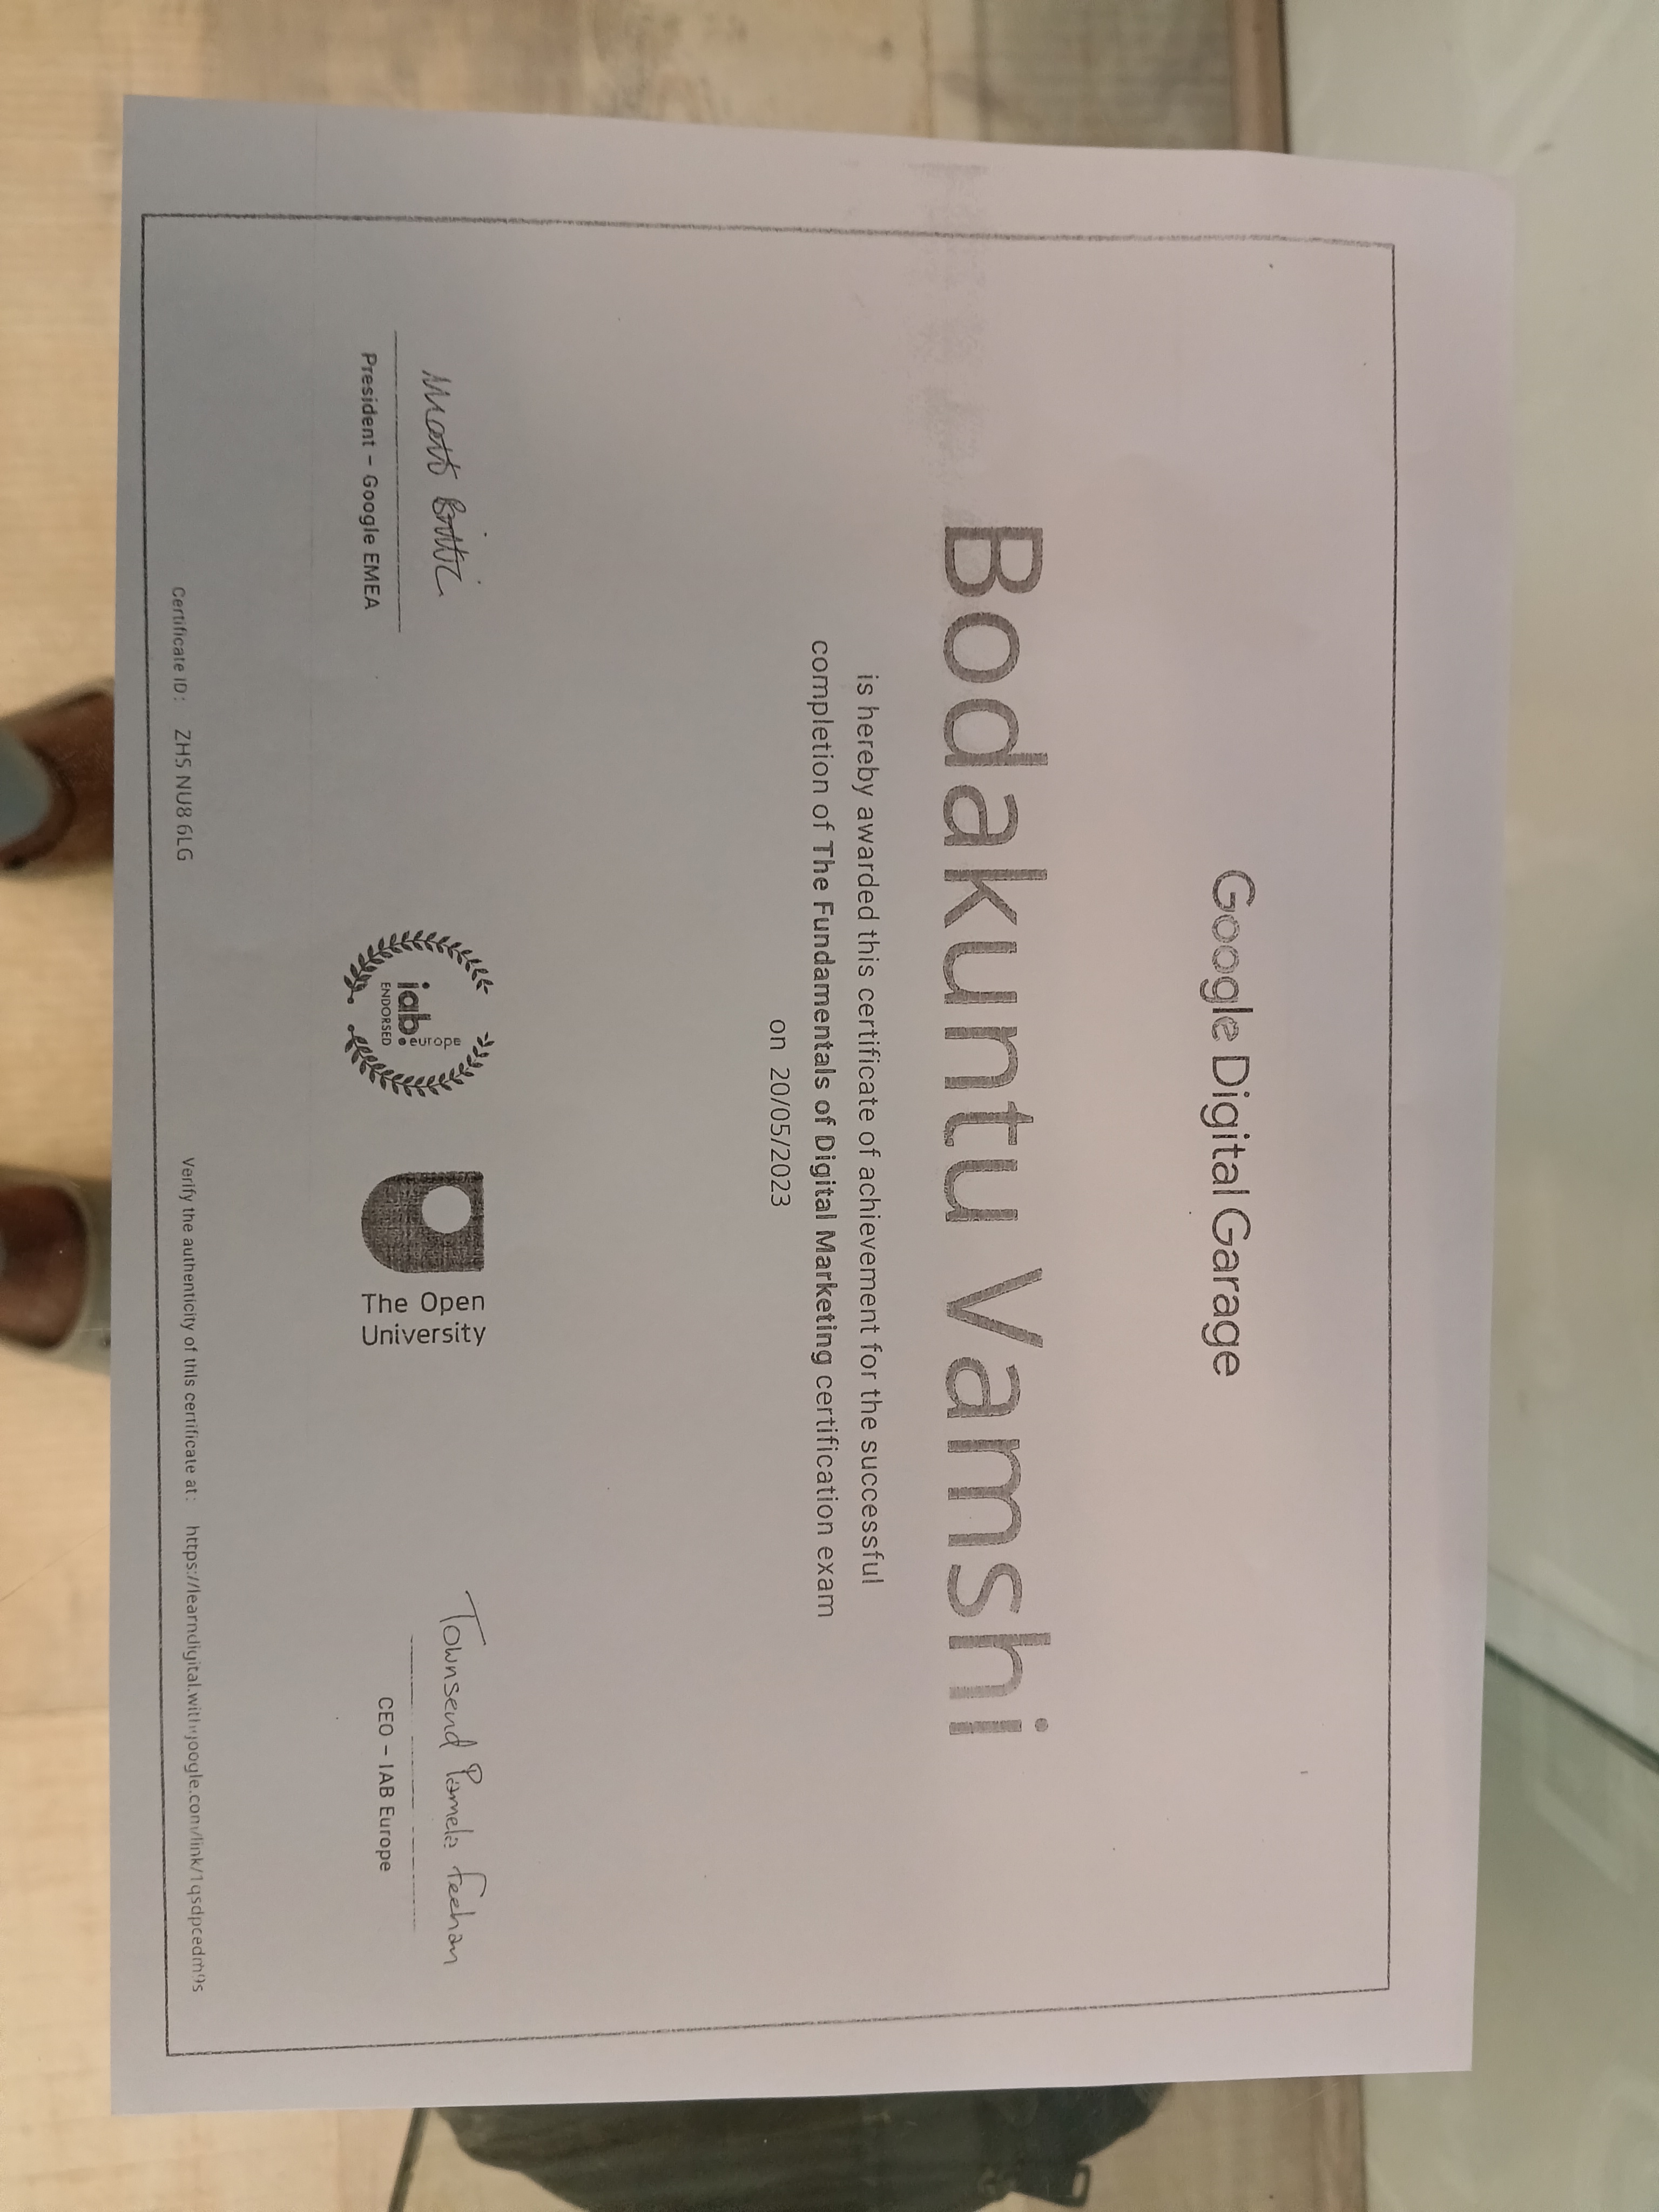 Google Digital Garage
Bodakuntu Vamshi
is hereby awarded this certificate of achievement for the successful
completion of The Fundamentals of Digital Marketing certification exam
on 20/05/2023
Matt Brittin
President – Google EMEA
iab europe
ENDORSED
The Open
University
Townsend Pamela Feehan
CEO – IAB Europe
Certificate ID: ZHS NU8 6LG
Verify the authenticity of this certificate at: https://learndigital.withgoogle.com/link/1qsdpcedm9s